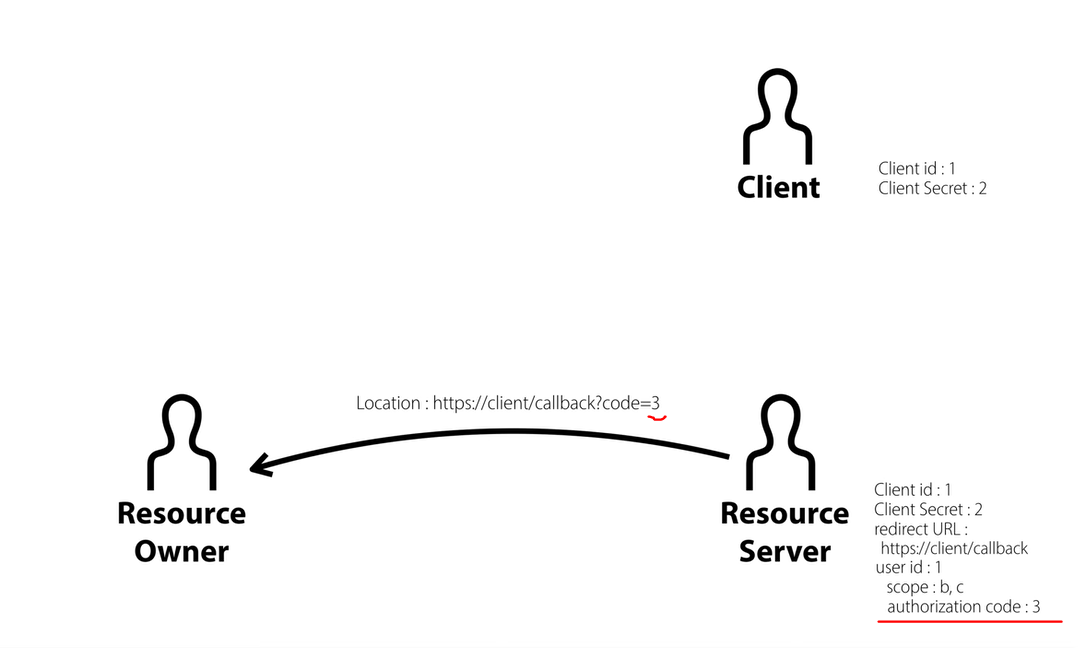 Client
Client id : 1
Client Secret : 2
Location : https://client/callback?code=3
Resource
Owner
Resource
Server
Client id : 1
Client Secret : 2
redirect URL :
https://client/callback
user id : 1
scope : b, c
authorization code : 3